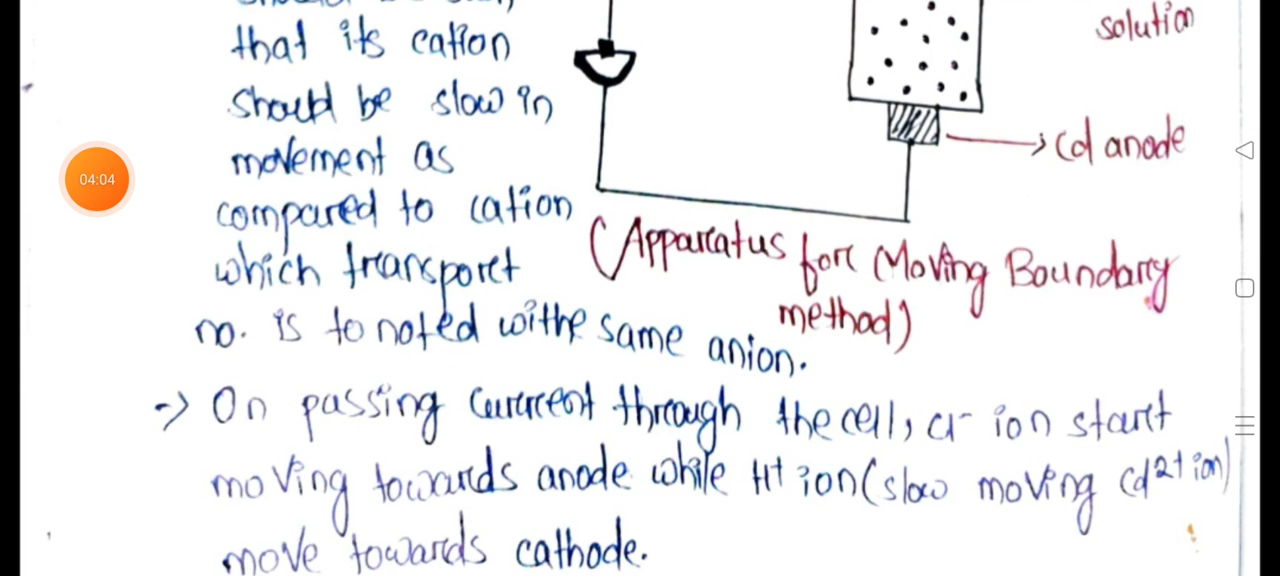 that its cation
should be slow in
movement as
compared to cation
which transport
no. is to noted withe same anion.
solution
Cd anode
(Apparatus for Moving Boundary
method)
-> On passing Current through the cell, Cl- ion start
moving towards anode while H+ ion (slow moving Cd2+ ion)
move towards cathode.
04:04